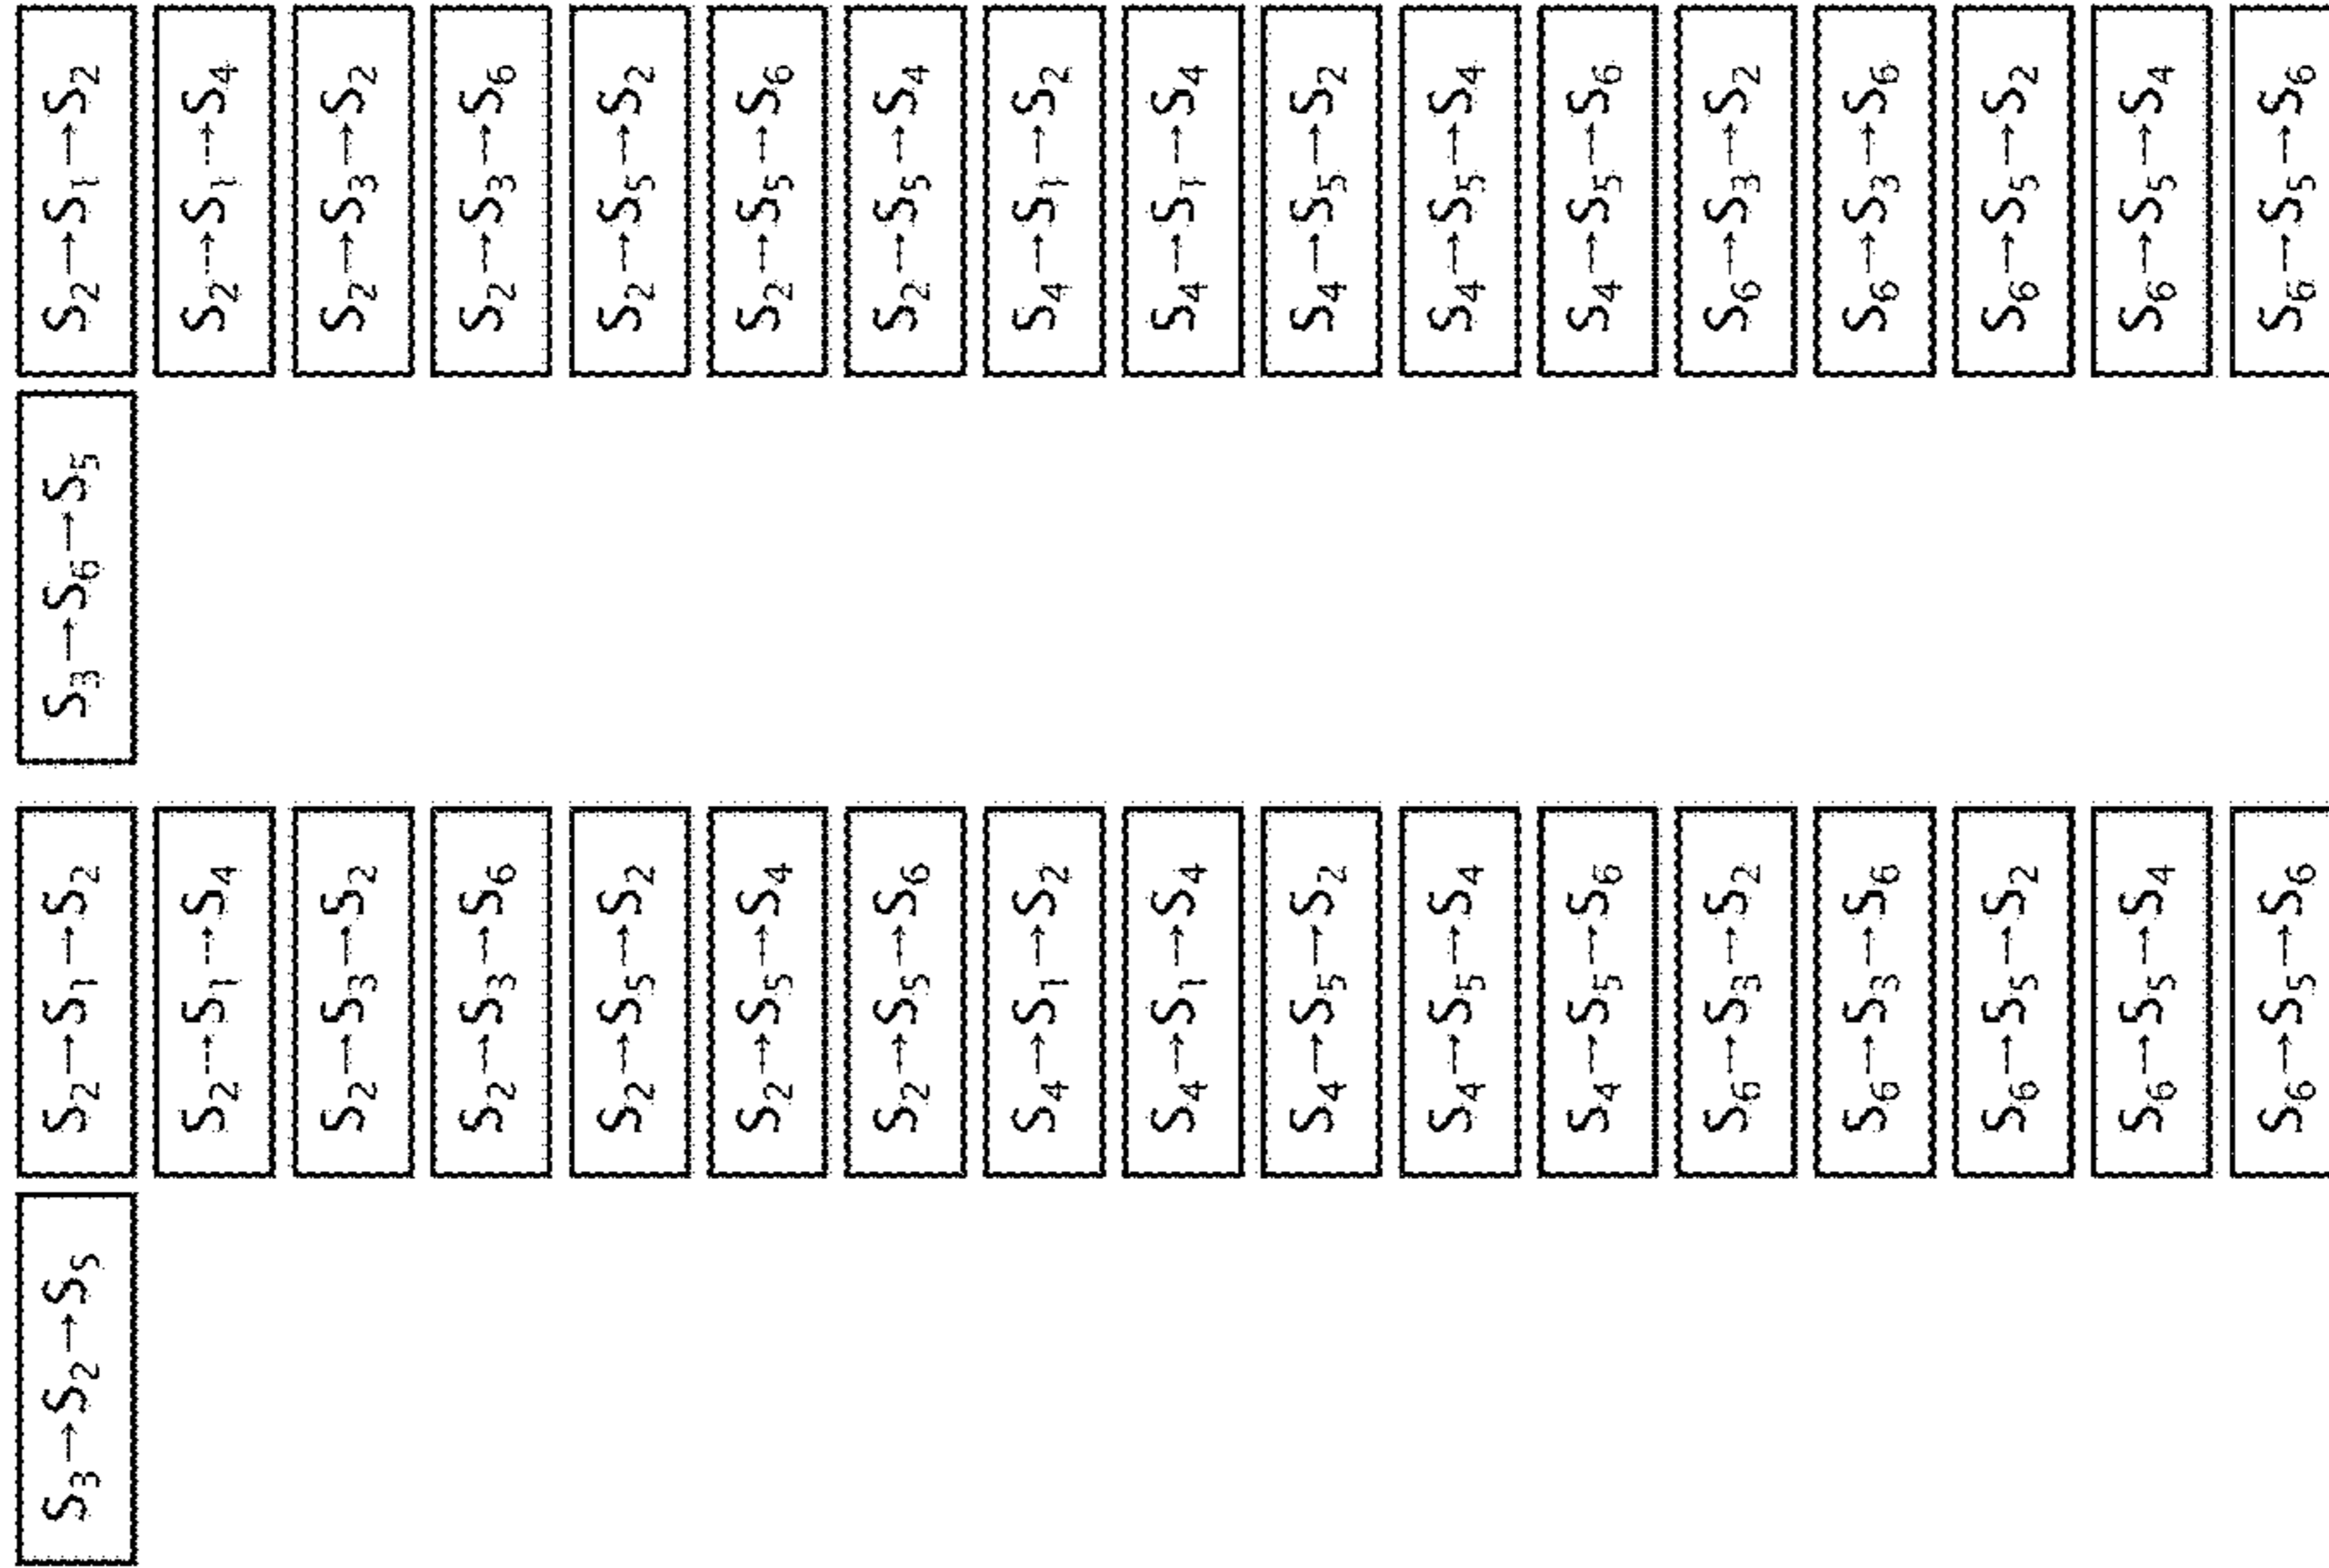 S₃→S₂→S₅ S₂→S₁→S₂ S₃→S₆→S₅ S₂→S₁→S₂
S₂→S₁→S₄ S₂→S₁→S₄
S₂→S₃→S₂ S₂→S₃→S₂
S₂→S₃→S₆ S₂→S₃→S₆
S₂→S₅→S₂ S₂→S₅→S₂
S₂→S₅→S₄ S₂→S₅→S₆
S₂→S₅→S₆ S₂→S₅→S₄
S₄→S₁→S₂ S₄→S₁→S₂
S₄→S₁→S₄ S₄→S₁→S₄
S₄→S₅→S₂ S₄→S₅→S₂
S₄→S₅→S₄ S₄→S₅→S₄
S₄→S₅→S₆ S₄→S₅→S₆
S₆→S₃→S₂ S₆→S₃→S₂
S₆→S₃→S₆ S₆→S₃→S₆
S₆→S₅→S₂ S₆→S₅→S₂
S₆→S₅→S₄ S₆→S₅→S₄
S₆→S₅→S₆ S₆→S₅→S₆